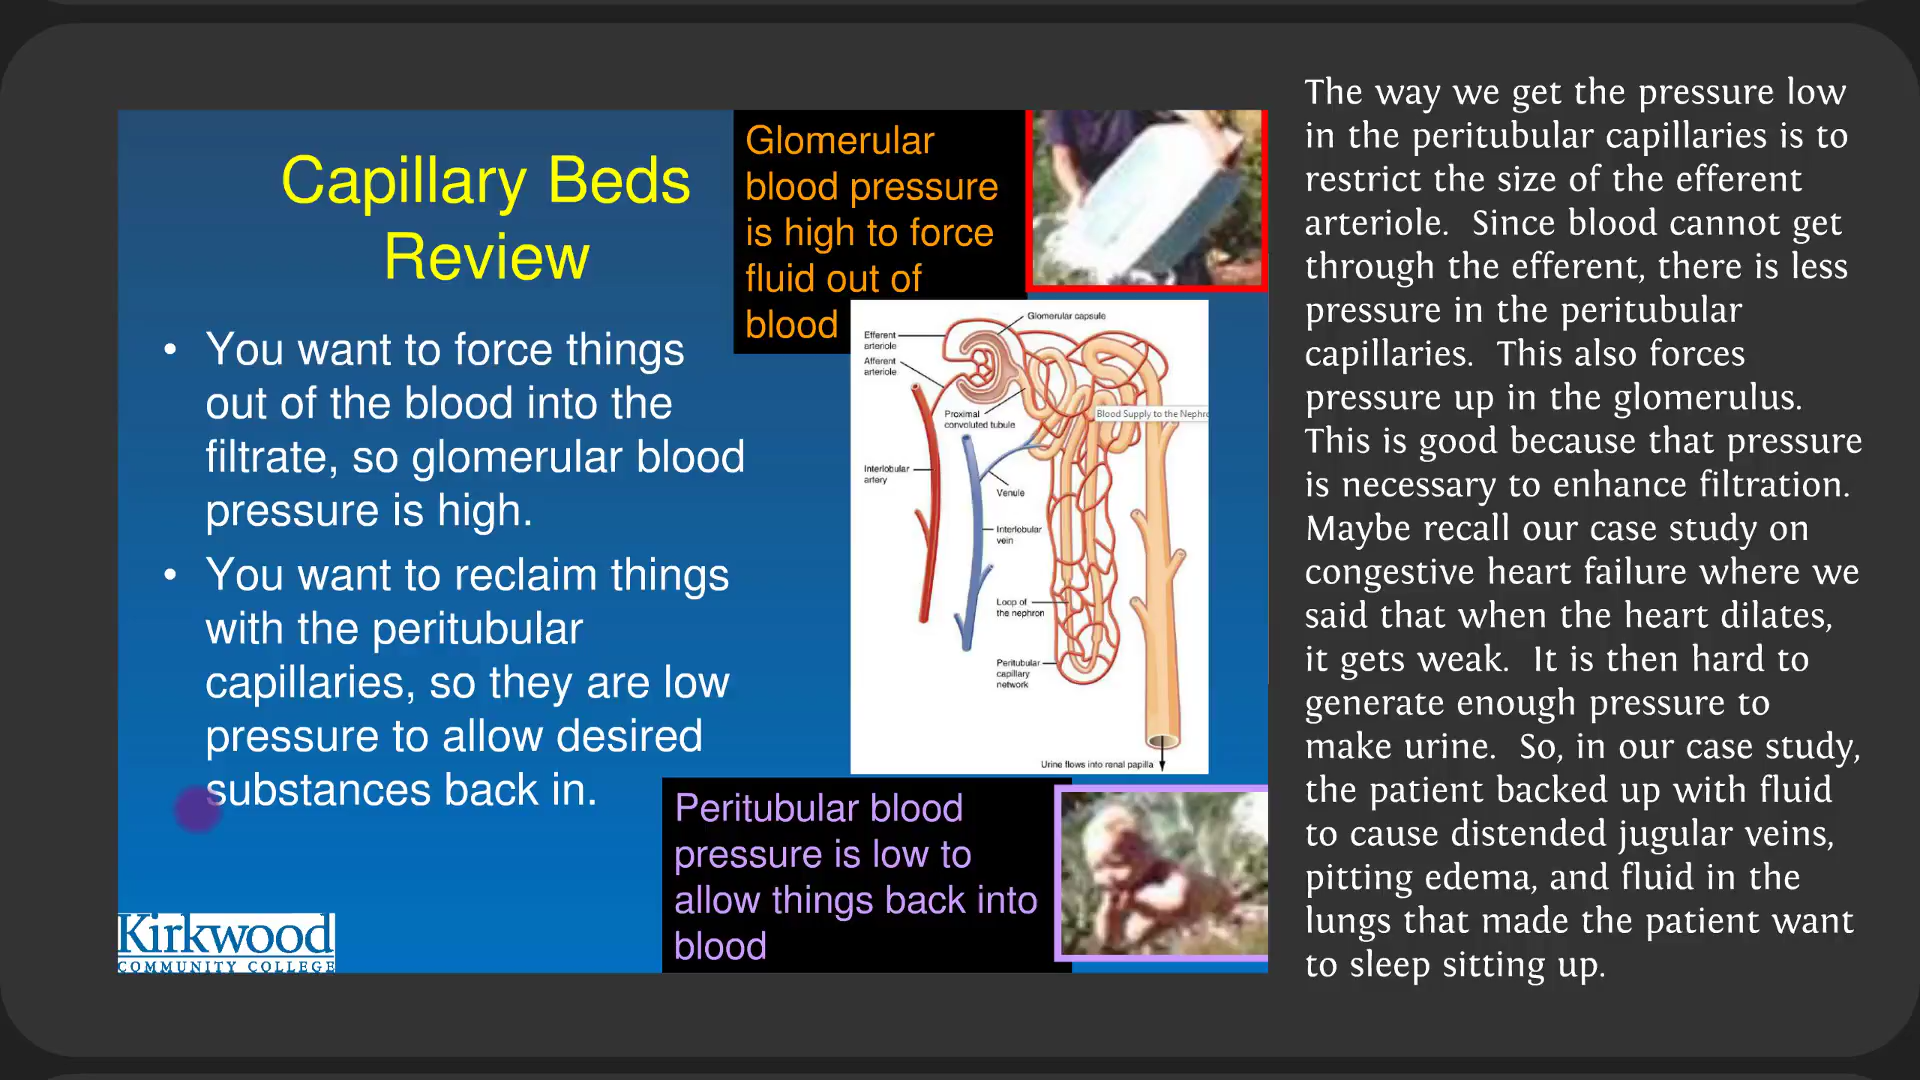 Capillary Beds
Review
• You want to force things
out of the blood into the
filtrate, so glomerular blood
pressure is high.
• You want to reclaim things
with the peritubular
capillaries, so they are low
pressure to allow desired
substances back in.
Kirkwood
COMMUNITY COLLEGE
Glomerular
blood pressure
is high to force
fluid out of
blood
Glomerular capsule
Efferent
arteriole
Afferent
arteriole
Proximal
convoluted tubule
Blood Supply to the Nephro
Interlobular
artery
Venule
Interlobular
vein
Loop of
the nephron
Peritubular
capillary
network
Urine flows into renal papilla
Peritubular blood
pressure is low to
allow things back into
blood
The way we get the pressure low
in the peritubular capillaries is to
restrict the size of the efferent
arteriole. Since blood cannot get
through the efferent, there is less
pressure in the peritubular
capillaries. This also forces
pressure up in the glomerulus.
This is good because that pressure
is necessary to enhance filtration.
Maybe recall our case study on
congestive heart failure where we
said that when the heart dilates,
it gets weak. It is then hard to
generate enough pressure to
make urine. So, in our case study,
the patient backed up with fluid
to cause distended jugular veins,
pitting edema, and fluid in the
lungs that made the patient want
to sleep sitting up.